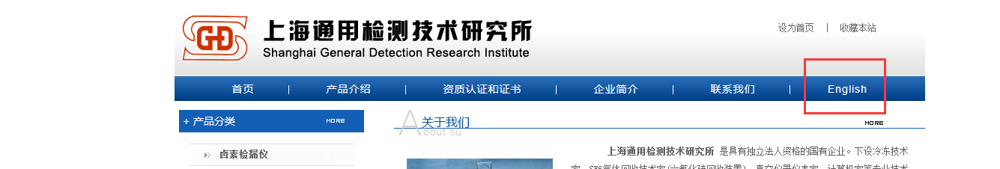 SGD
上海通用检测技术研究所
Shanghai General Detection Research Institute
设为首页 | 收藏本站
首页 | 产品介绍 | 资质认证和证书 | 企业简介 | 联系我们 | English
+ 产品分类 MORE
About su
关于我们
MORE
卤素检漏仪
上海通用检测技术研究所 是具有独立法人资格的国有企业。下设冷冻技术